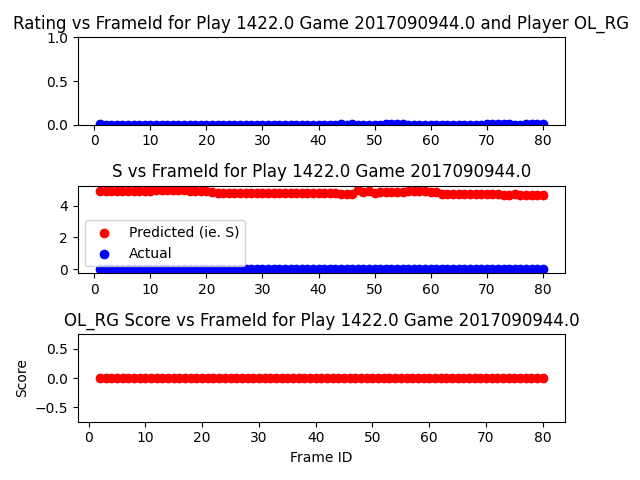 Rating vs FrameId for Play 1422.0 Game 2017090944.0 and Player OL_RG
1.0
0.5
0.0
0 10 20 30 40 50 60 70 80
S vs FrameId for Play 1422.0 Game 2017090944.0
4
2
0
Predicted (ie. S)
Actual
0 10 20 30 40 50 60 70 80
OL_RG Score vs FrameId for Play 1422.0 Game 2017090944.0
Score
0.5
0.0
−0.5
0 10 20 30 40 50 60 70 80
Frame ID